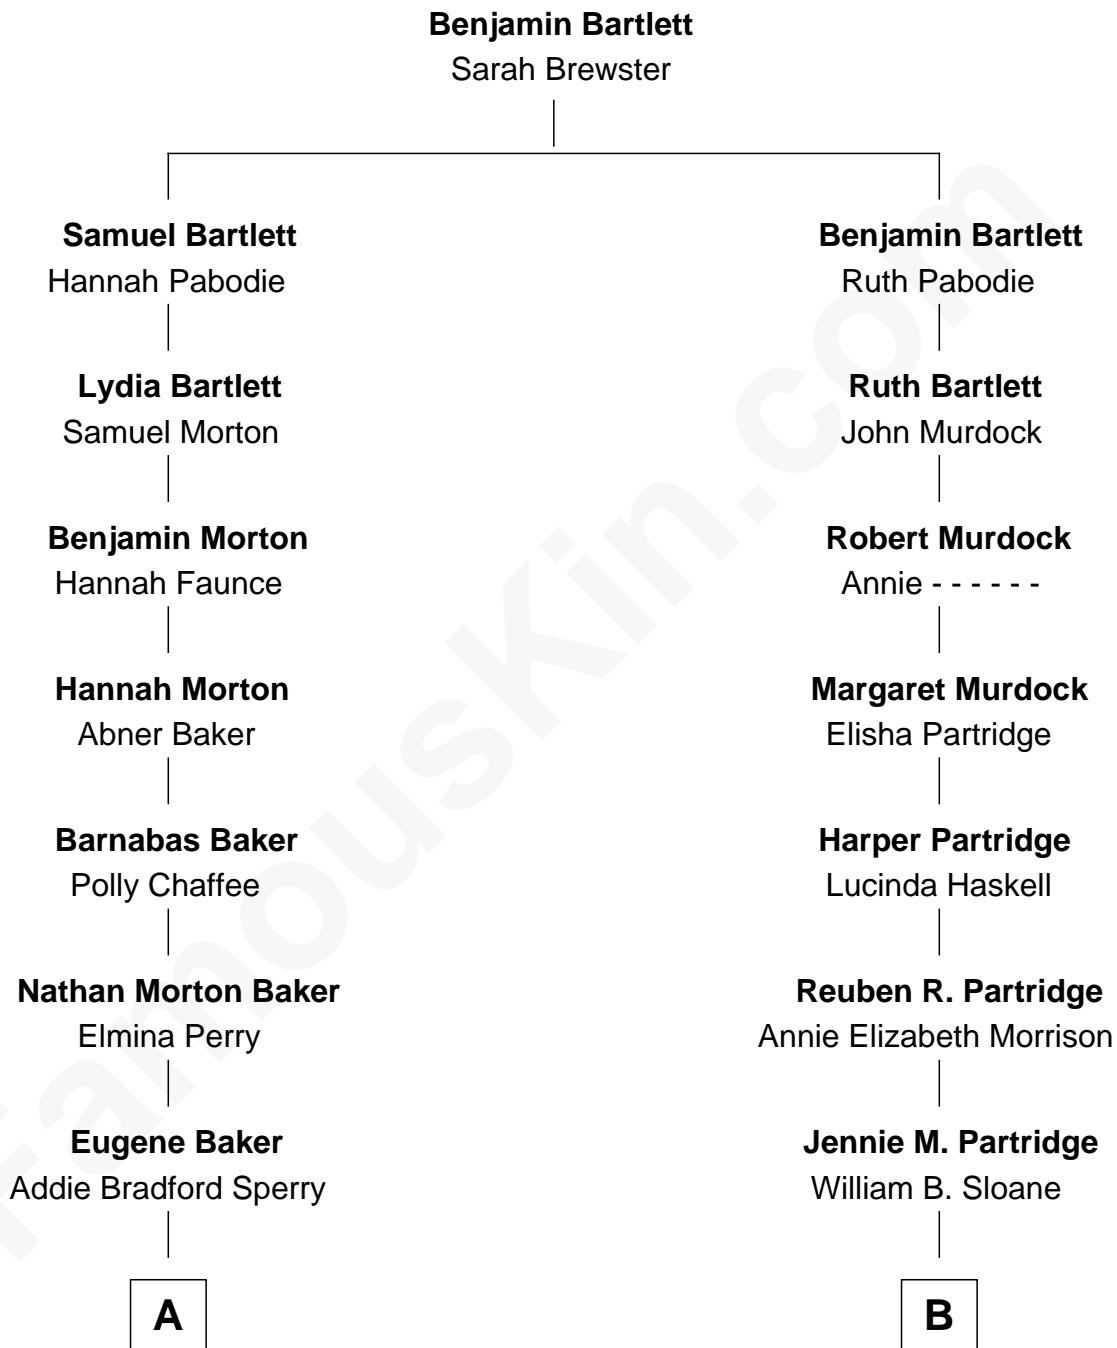 Benjamin Bartlett
Sarah Brewster
Samuel Bartlett
Hannah Pabodie
Benjamin Bartlett
Ruth Pabodie
Lydia Bartlett
Samuel Morton
Ruth Bartlett
John Murdock
Benjamin Morton
Hannah Faunce
Robert Murdock
Annie - - - - - -
Hannah Morton
Abner Baker
Margaret Murdock
Elisha Partridge
Barnabas Baker
Polly Chaffee
Harper Partridge
Lucinda Haskell
Nathan Morton Baker
Elmina Perry
Reuben R. Partridge
Annie Elizabeth Morrison
Eugene Baker
Addie Bradford Sperry
Jennie M. Partridge
William B. Sloane
A
B
FamousKin.com